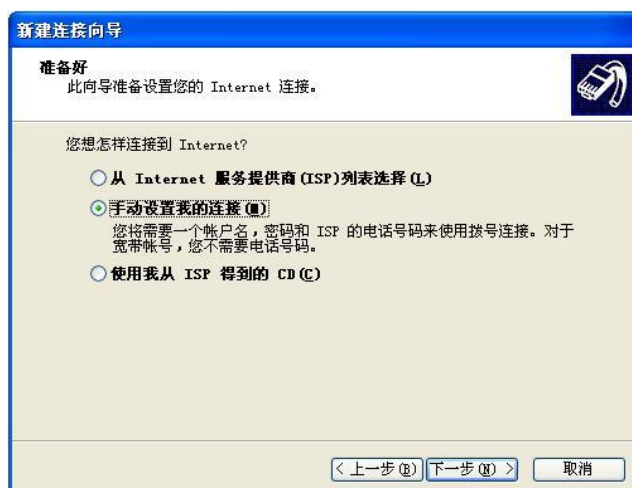 新建连接向导
准备好
此向导准备设置您的 Internet 连接。
您想怎样连接到 Internet?
从 Internet 服务提供商(ISP)列表选择(L)
手动设置我的连接(M)
您将需要一个帐户名，密码和 ISP 的电话号码来使用拨号连接。对于
宽带帐号，您不需要电话号码。
使用我从 ISP 得到的 CD(C)
< 上一步(B) 下一步(N) > 取消